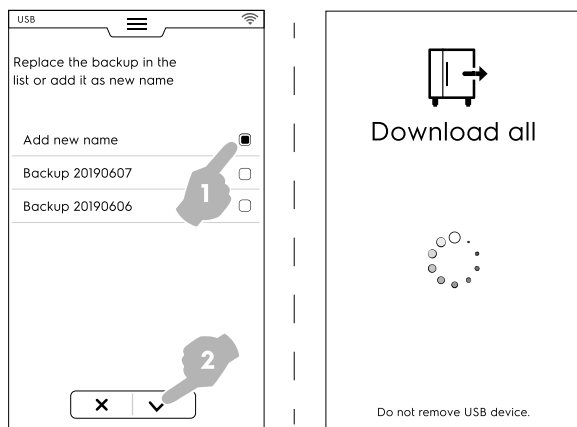 USB
Replace the backup in the
list or add it as new name
Add new name
Backup 20190607
Backup 20190606
1
2
Download all
Do not remove USB device.